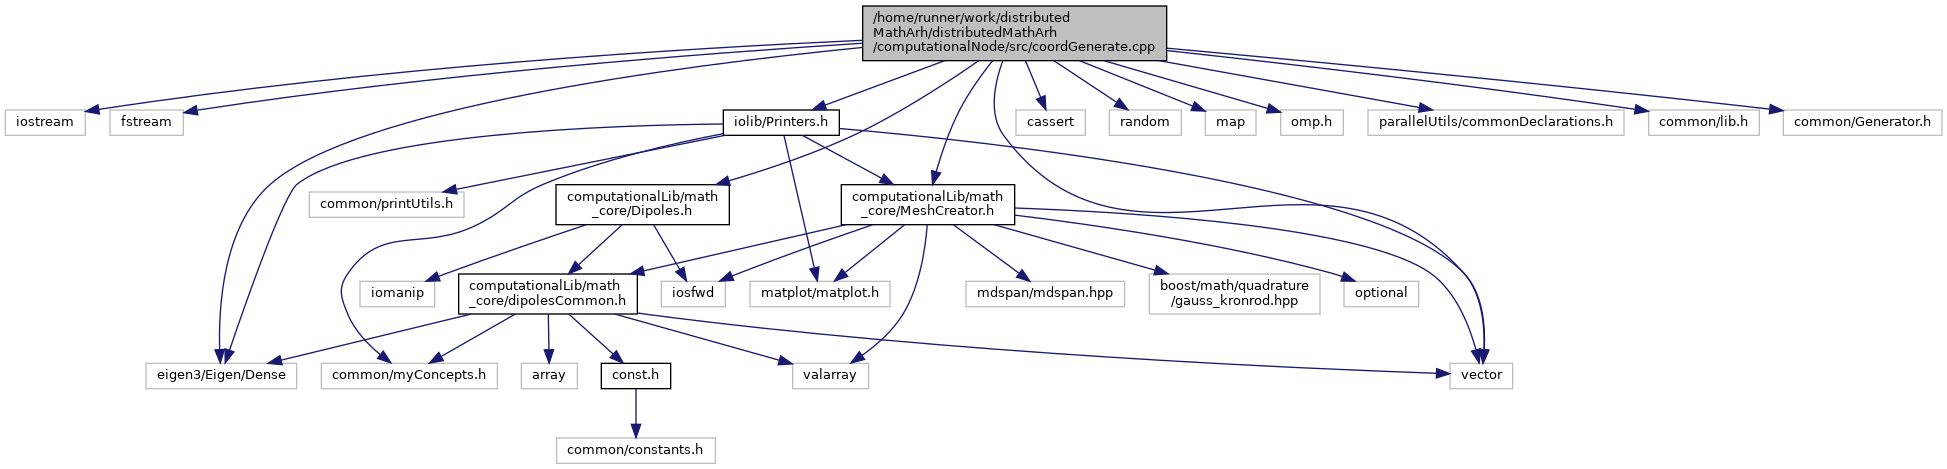 /home/runner/work/distributed
MathArh/distributedMathArh
/computationalNode/src/coordGenerate.cpp
iostream
fstream
iolib/Printers.h
cassert
random
map
omp.h
parallelUtils/commonDeclarations.h
common/lib.h
common/Generator.h
common/printUtils.h
computationalLib/math
_core/Dipoles.h
computationalLib/math
_core/MeshCreator.h
iomanip
computationalLib/math
_core/dipolesCommon.h
iosfwd
matplot/matplot.h
mdspan/mdspan.hpp
boost/math/quadrature
/gauss_kronrod.hpp
optional
eigen3/Eigen/Dense
common/myConcepts.h
array
const.h
valarray
vector
common/constants.h